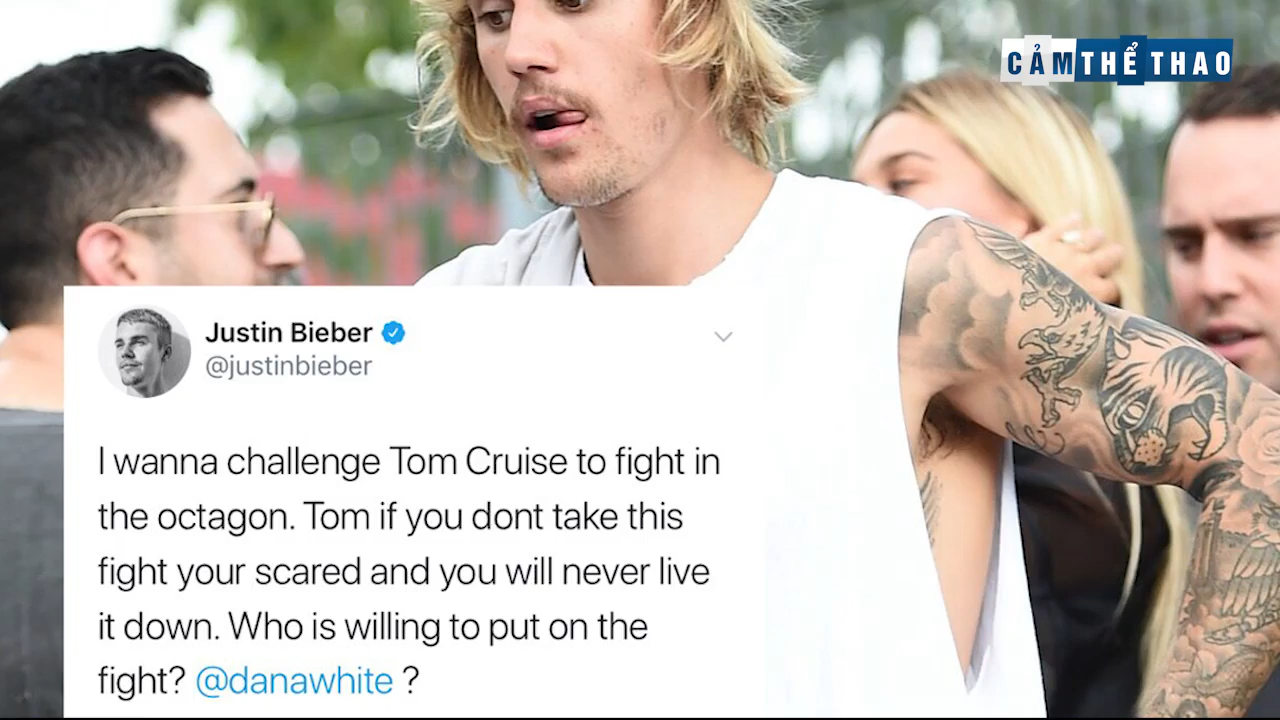 CẢM THỂ THAO
Justin Bieber
@justinbieber
I wanna challenge Tom Cruise to fight in
the octagon. Tom if you dont take this
fight your scared and you will never live
it down. Who is willing to put on the
fight? @danawhite ?